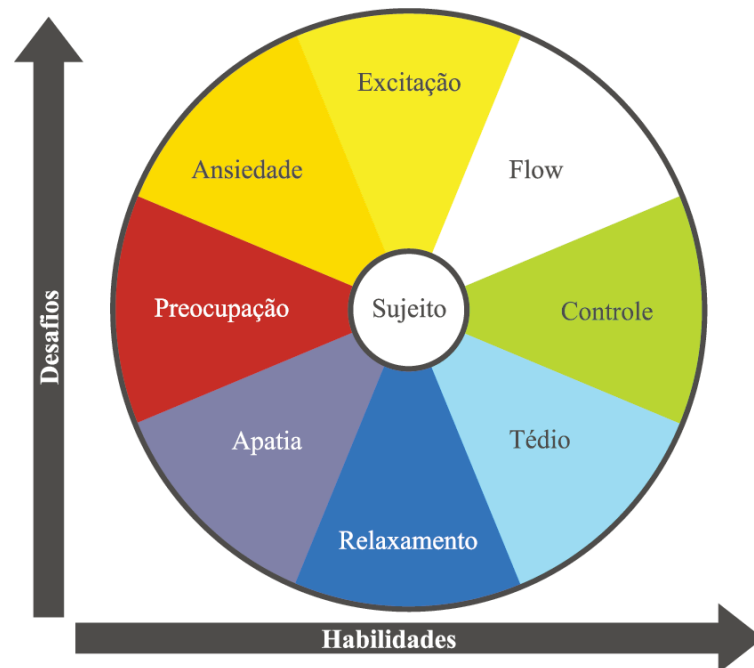 Excitação
Ansiedade
Flow
Preocupação
Sujeito
Controle
Apatia
Tédio
Relaxamento
Desafios
Habilidades